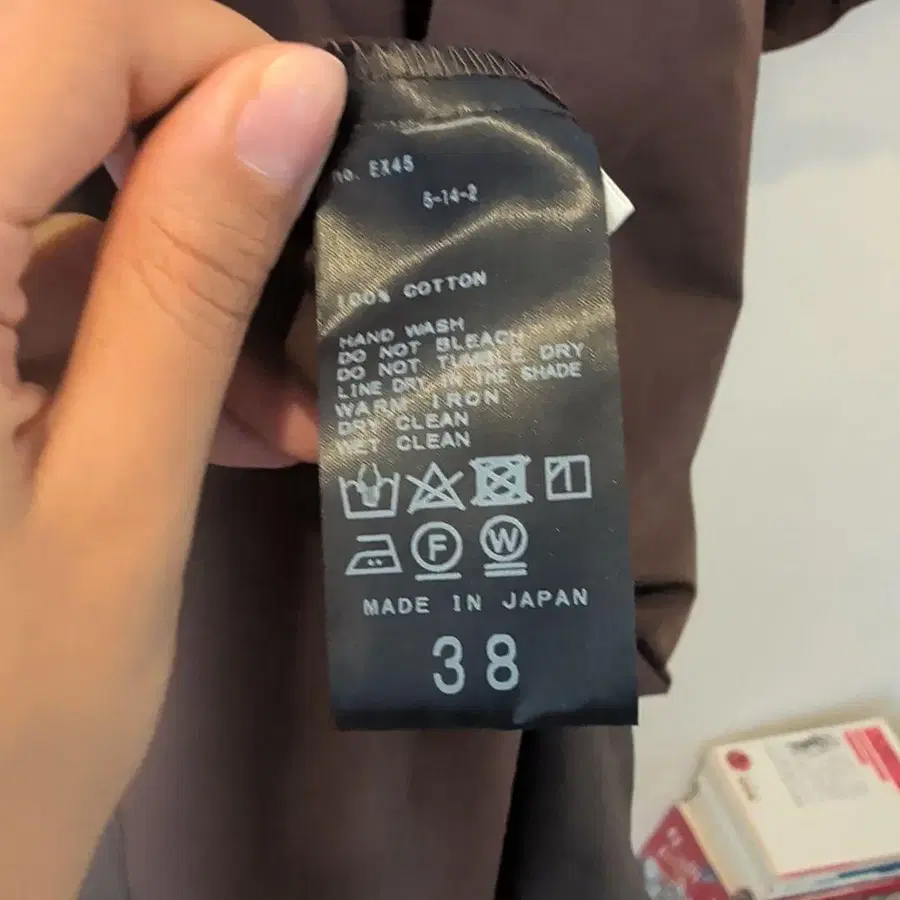 no. EX45
5-14-2
100% COTTON
HAND WASH
DO NOT BLEACH
DO NOT TUMBLE DRY
LINE DRY IN THE SHADE
WARM IRON
DRY CLEAN
WET CLEAN
F W
MADE IN JAPAN
38